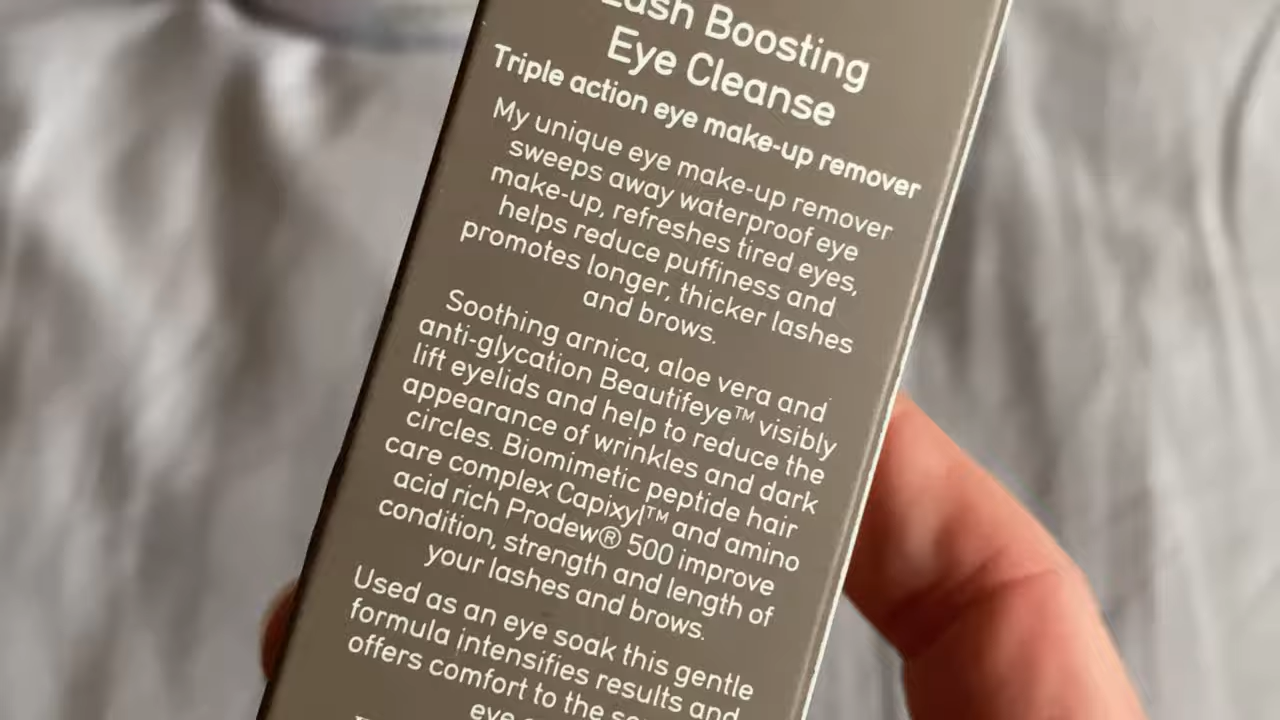 Lash Boosting
Eye Cleanse
Triple action eye make-up remover
My unique eye make-up remover
sweeps away waterproof eye
make-up, refreshes tired eyes,
helps reduce puffiness and
promotes longer, thicker lashes
and brows.
Soothing arnica, aloe vera and
anti-glycation Beautifeye™ visibly
lift eyelids and help to reduce the
appearance of wrinkles and dark
circles. Biomimetic peptide hair
care complex Capixyl™ and amino
acid rich Prodew® 500 improve
condition, strength and length of
your lashes and brows.
Used as an eye soak this gentle
formula intensifies results and
offers comfort to the
eye